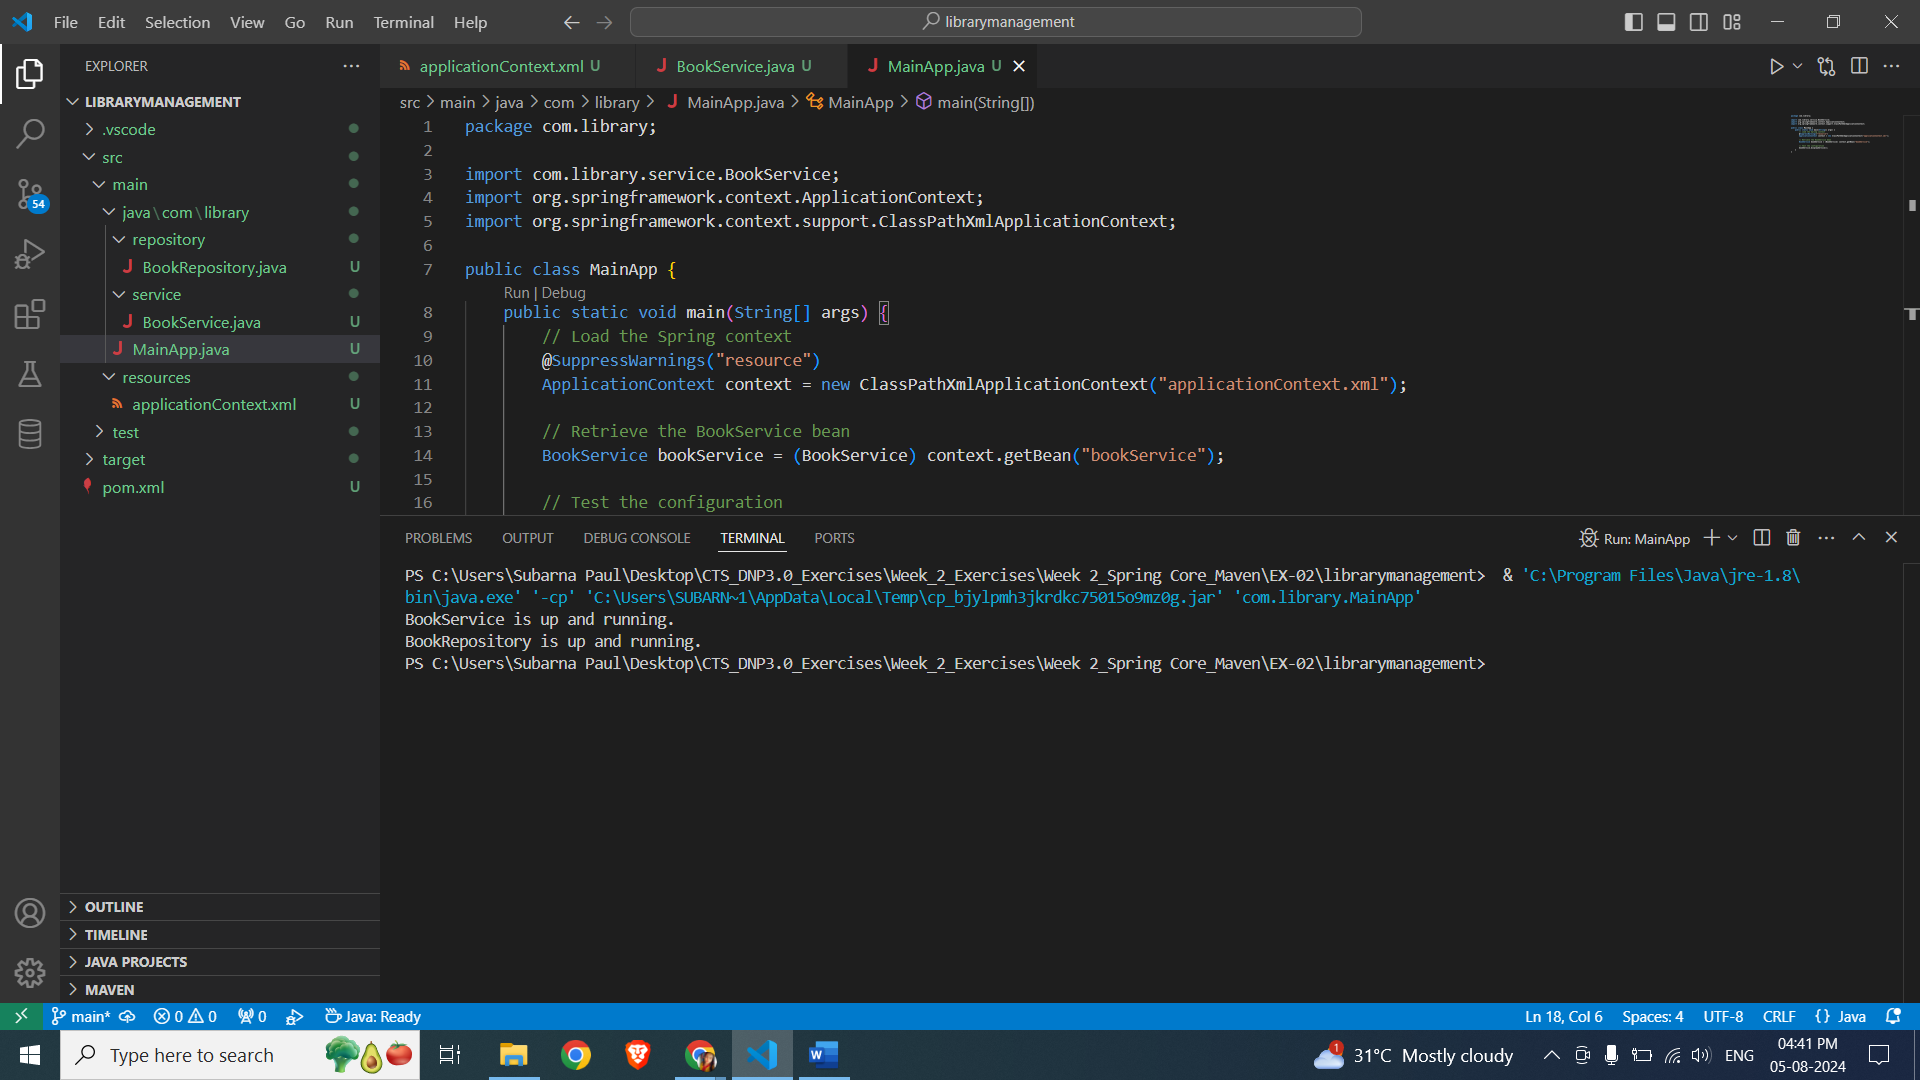 File Edit Selection View Go Run Terminal Help
librarymanagement
EXPLORER
LIBRARYMANAGEMENT
.vscode
src
main
java\com\library
repository
BookRepository.java U
service
BookService.java U
MainApp.java U
resources
applicationContext.xml U
test
target
pom.xml U
54
OUTLINE
TIMELINE
JAVA PROJECTS
MAVEN
applicationContext.xml U BookService.java U MainApp.java U
src > main > java > com > library > MainApp.java > MainApp > main(String[])
1 package com.library;
2
3 import com.library.service.BookService;
4 import org.springframework.context.ApplicationContext;
5 import org.springframework.context.support.ClassPathXmlApplicationContext;
6
7 public class MainApp {
Run | Debug
8 public static void main(String[] args) {
9 // Load the Spring context
10 @SuppressWarnings("resource")
11 ApplicationContext context = new ClassPathXmlApplicationContext("applicationContext.xml");
12
13 // Retrieve the BookService bean
14 BookService bookService = (BookService) context.getBean("bookService");
15
16 // Test the configuration
PROBLEMS OUTPUT DEBUG CONSOLE TERMINAL PORTS
Run: MainApp
PS C:\Users\Subarna Paul\Desktop\CTS_DNP3.0_Exercises\Week_2_Exercises\Week 2_Spring Core_Maven\EX-02\librarymanagement> & 'C:\Program Files\Java\jre-1.8\
bin\java.exe' '-cp' 'C:\Users\SUBARN~1\AppData\Local\Temp\cp_bjylpmh3jkrdkc75015o9mz0g.jar' 'com.library.MainApp'
BookService is up and running.
BookRepository is up and running.
PS C:\Users\Subarna Paul\Desktop\CTS_DNP3.0_Exercises\Week_2_Exercises\Week 2_Spring Core_Maven\EX-02\librarymanagement>
main* 0 0 0 Java: Ready
Ln 18, Col 6 Spaces: 4 UTF-8 CRLF {} Java
Type here to search
1 31°C Mostly cloudy
ENG
04:41 PM
05-08-2024